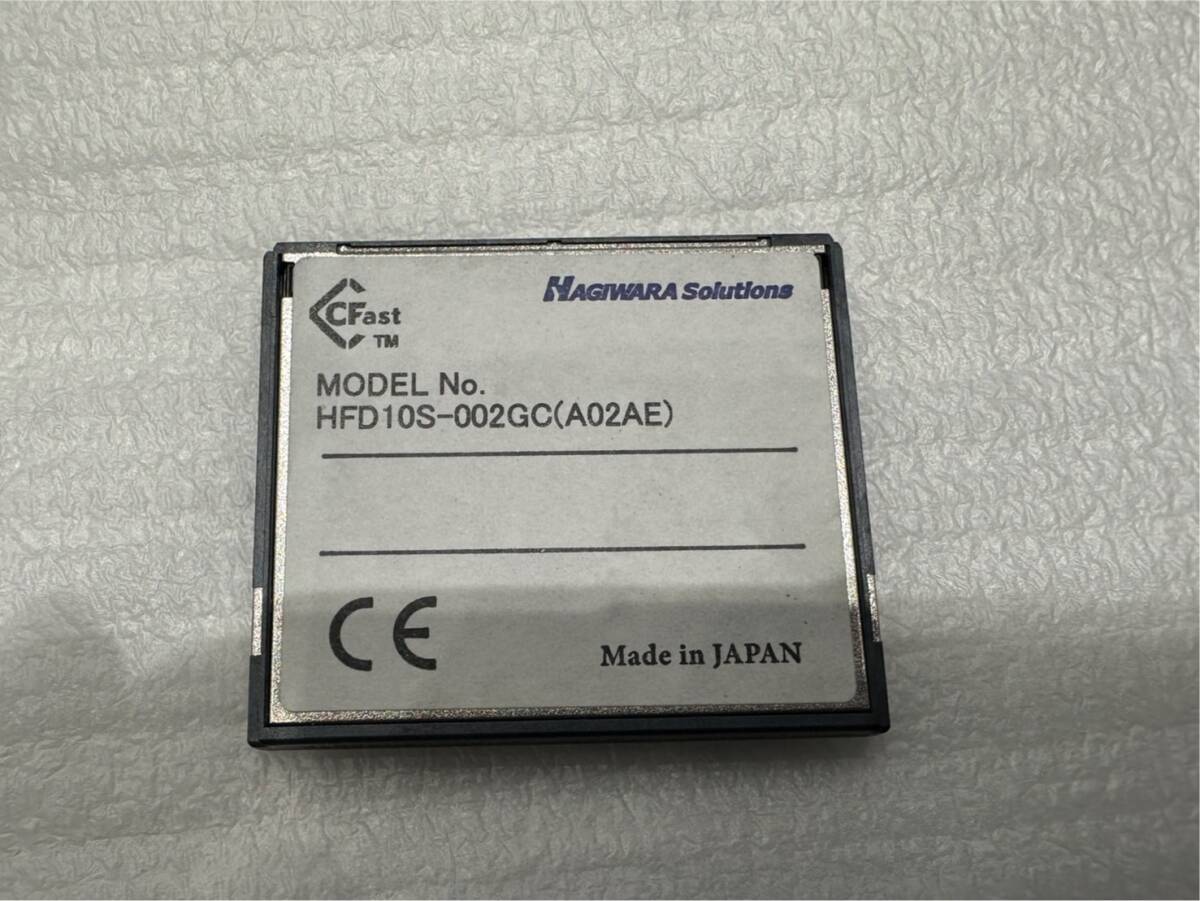 CFast
TM
HAGIWARA Solutions
MODEL No.
HFD10S-002GC(A02AE)
CE
Made in JAPAN